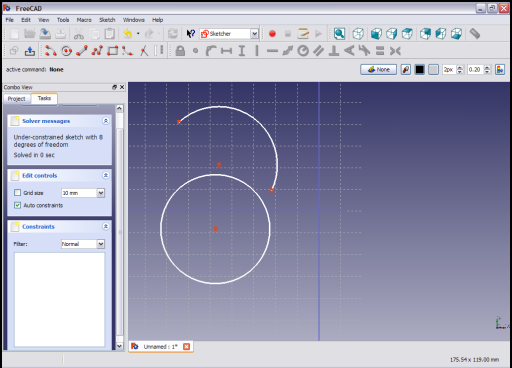 FreeCAD
File Edit View Tools Macro Sketch Windows Help
Sketcher
active command: None
None
2px
0.20
Combo View
Project Tasks
Solver messages
Under-constrained sketch with 8
degrees of freedom
Solved in 0 sec
Edit controls
Grid size 10 mm
Auto constraints
Constraints
Filter: Normal
Unnamed : 1*
175.54 x 119.00 mm